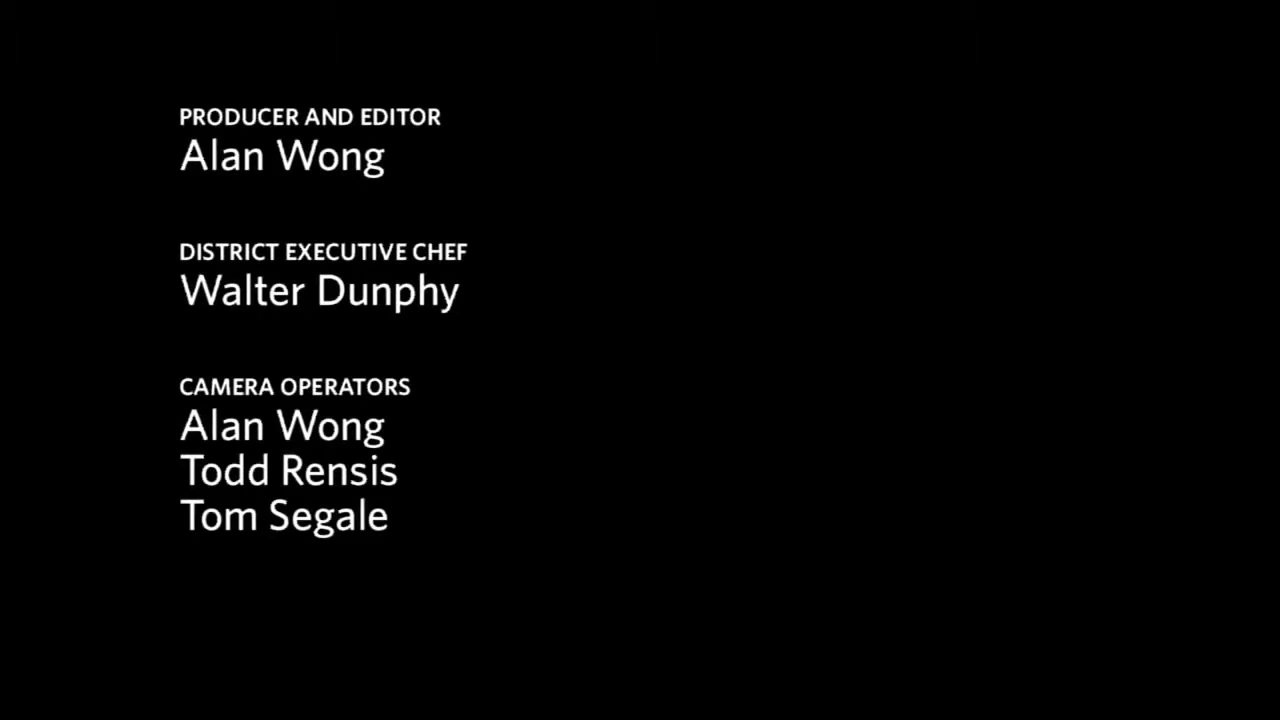 PRODUCER AND EDITOR
Alan Wong
DISTRICT EXECUTIVE CHEF
Walter Dunphy
CAMERA OPERATORS
Alan Wong
Todd Rensis
Tom Segale